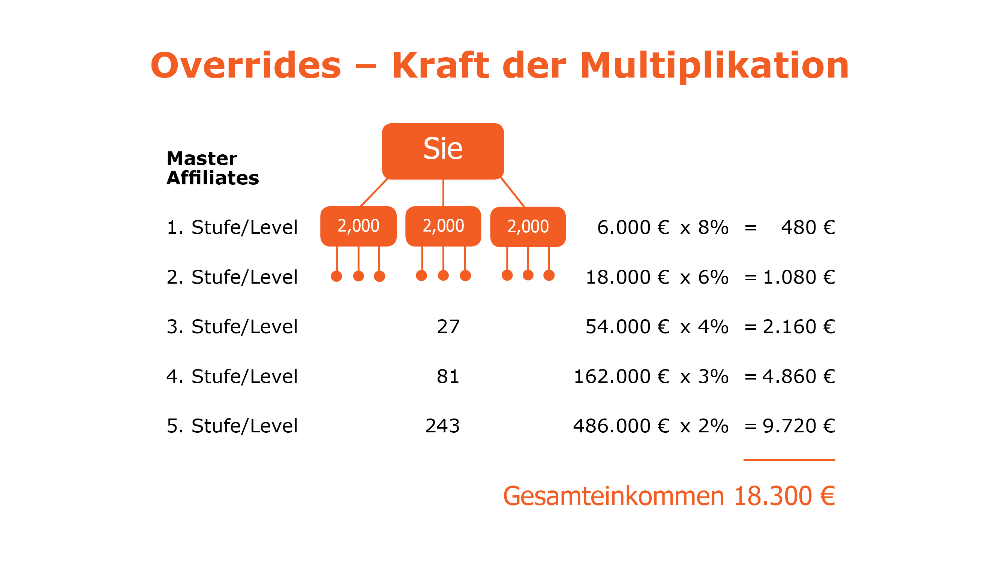 Overrides – Kraft der Multiplikation
Sie
Master
Affiliates
1. Stufe/Level 2,000 2,000 2,000 6.000 € x 8% = 480 €
2. Stufe/Level 18.000 € x 6% = 1.080 €
3. Stufe/Level 27 54.000 € x 4% = 2.160 €
4. Stufe/Level 81 162.000 € x 3% = 4.860 €
5. Stufe/Level 243 486.000 € x 2% = 9.720 €
Gesamteinkommen 18.300 €